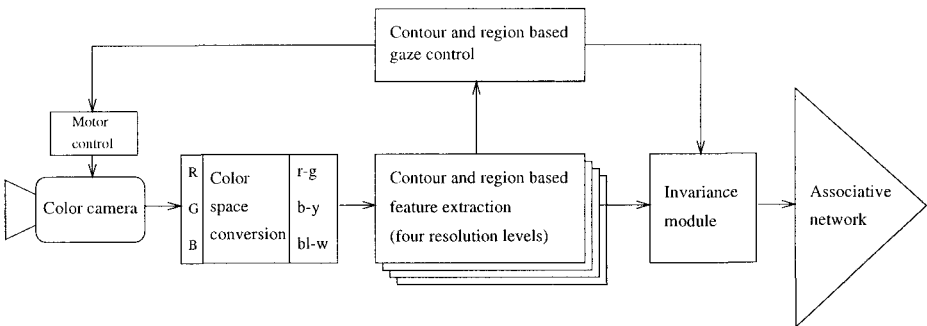 Contour and region based
gaze control
Motor
control
Color camera
R
G
B
Color
space
conversion
r-g
b-y
bl-w
Contour and region based
feature extraction
(four resolution levels)
Invariance
module
Associative
network